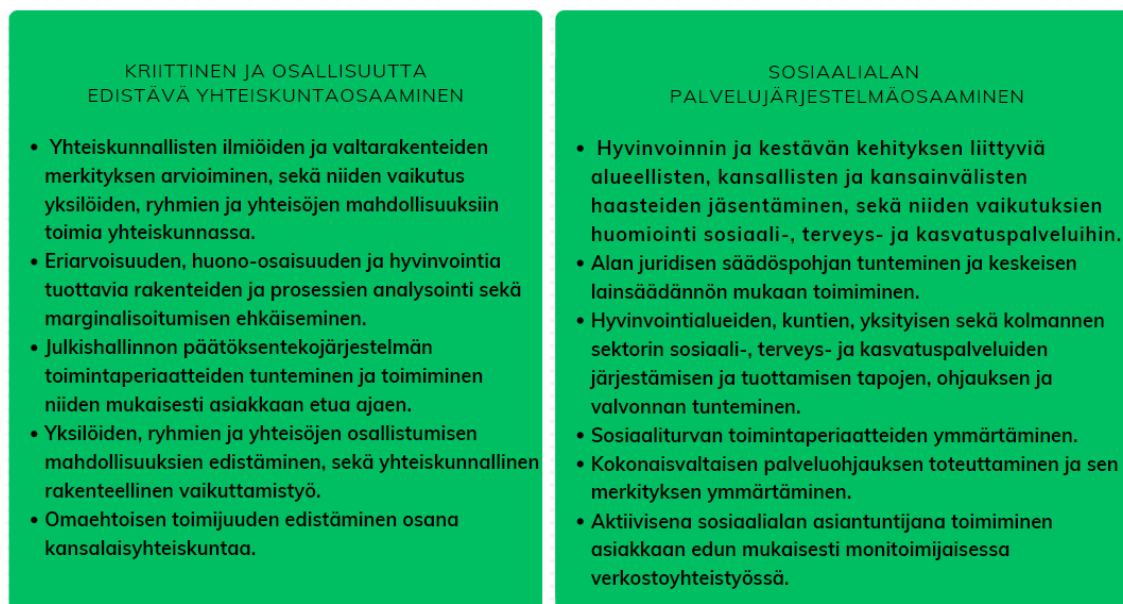 KRIITTINEN JA OSALLISUUTTA
EDISTÄVÄ YHTEISKUNTAOSAAMINEN
• Yhteiskunnallisten ilmiöiden ja valtarakenteiden
merkityksen arvioiminen, sekä niiden vaikutus
yksilöiden, ryhmien ja yhteisöjen mahdollisuuksiin
toimia yhteiskunnassa.
• Eriarvoisuuden, huono-osaisuuden ja hyvinvointia
tuottavia rakenteiden ja prosessien analysointi sekä
marginalisoitumisen ehkäiseminen.
• Julkishallinnon päätöksentekojärjestelmän
toimintaperiaatteiden tunteminen ja toimiminen
niiden mukaisesti asiakkaan etua ajaen.
• Yksilöiden, ryhmien ja yhteisöjen osallistumisen
mahdollisuuksien edistäminen, sekä yhteiskunnallinen
rakenteellinen vaikuttamistyö.
• Omaehtoisen toimijuuden edistäminen osana
kansalaisyhteiskuntaa.
SOSIAALIALAN
PALVELUJÄRJESTELMÄOSAAMINEN
• Hyvinvoinnin ja kestävän kehityksen liittyviä
alueellisten, kansallisten ja kansainvälisten
haasteiden jäsentäminen, sekä niiden vaikutuksien
huomiointi sosiaali-, terveys- ja kasvatuspalveluihin.
• Alan juridisen säädöspohjan tunteminen ja keskeisen
lainsäädännön mukaan toimiminen.
• Hyvinvointialueiden, kuntien, yksityisen sekä kolmannen
sektorin sosiaali-, terveys- ja kasvatuspalveluiden
järjestämisen ja tuottamisen tapojen, ohjauksen ja
valvonnan tunteminen.
• Sosiaaliturvan toimintaperiaatteiden ymmärtäminen.
• Kokonaisvaltaisen palveluohjauksen toteuttaminen ja sen
merkityksen ymmärtäminen.
• Aktiivisena sosiaalialan asiantuntijana toimiminen
asiakkaan edun mukaisesti monitoimijaisessa
verkostoyhteistyössä.